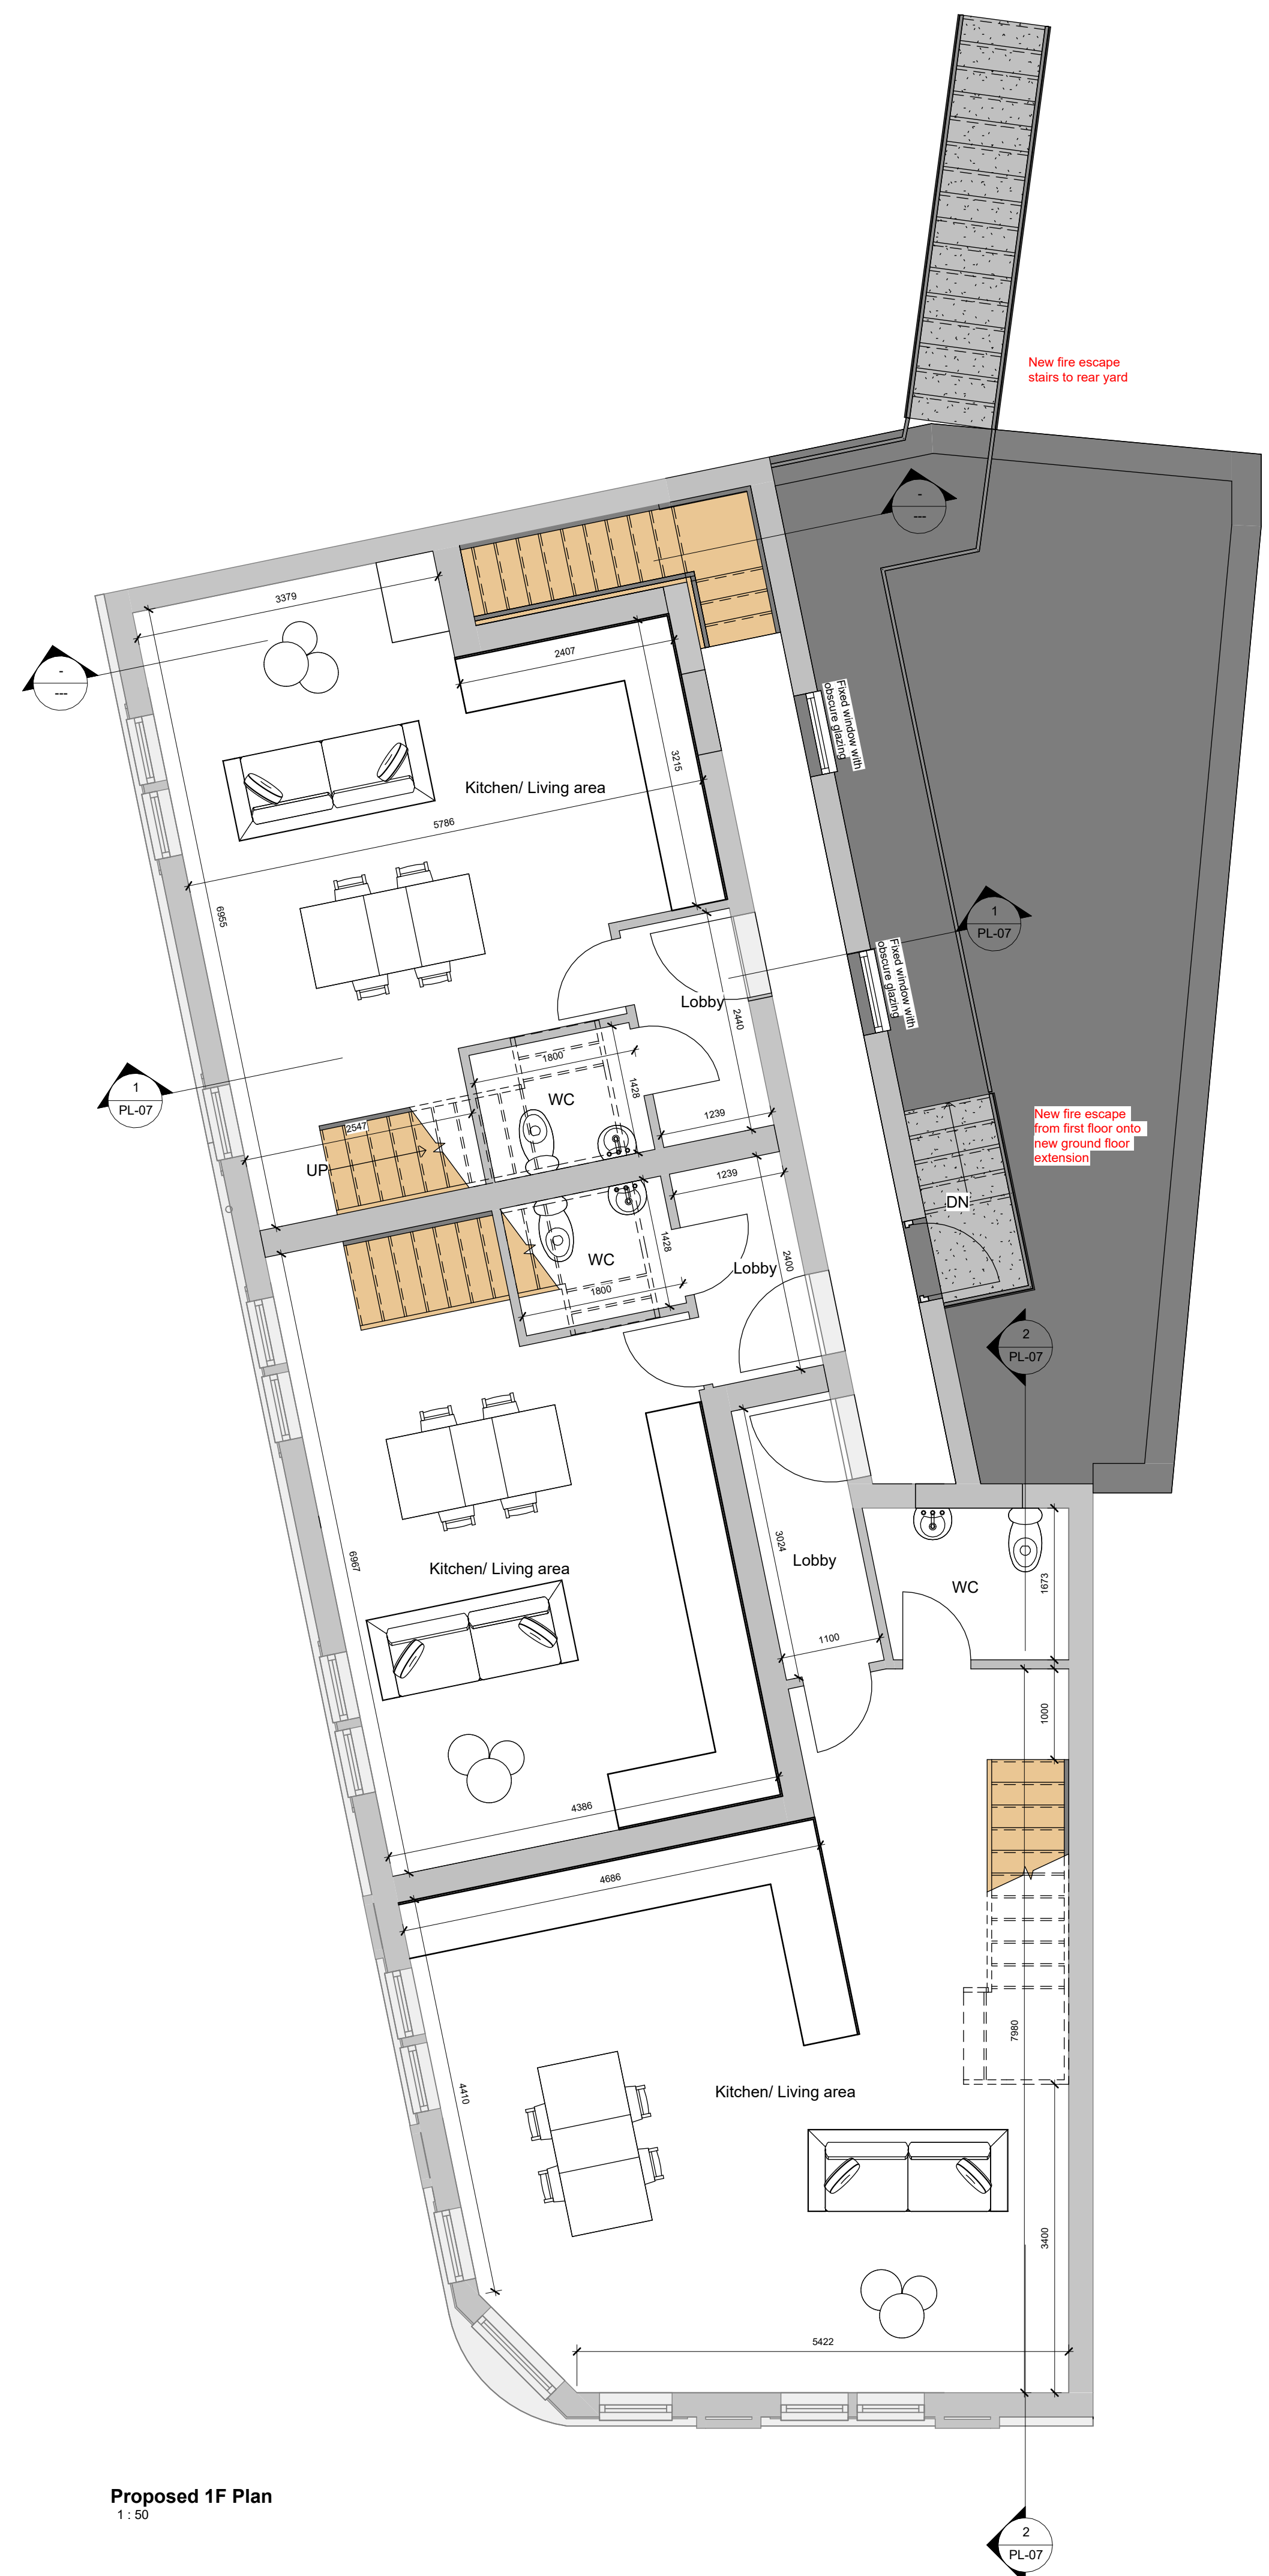 New fire escape
stairs to rear yard
-
---
3379
2407
-
---
Fixed window with
obscure glazing
3215
Kitchen/ Living area
5786
6955
1
PL-07
Fixed window with
obscure glazing
Lobby
2440
1800
1428
WC
1
PL-07
1239
New fire escape
from first floor onto
new ground floor
extension
2547
UP
1239
DN
1428
WC
Lobby
2400
1800
2
PL-07
3024
Lobby
6967
Kitchen/ Living area
WC
1673
1100
1000
4386
4686
7980
Kitchen/ Living area
4410
3400
5422
Proposed 1F Plan
1 : 50
2
PL-07